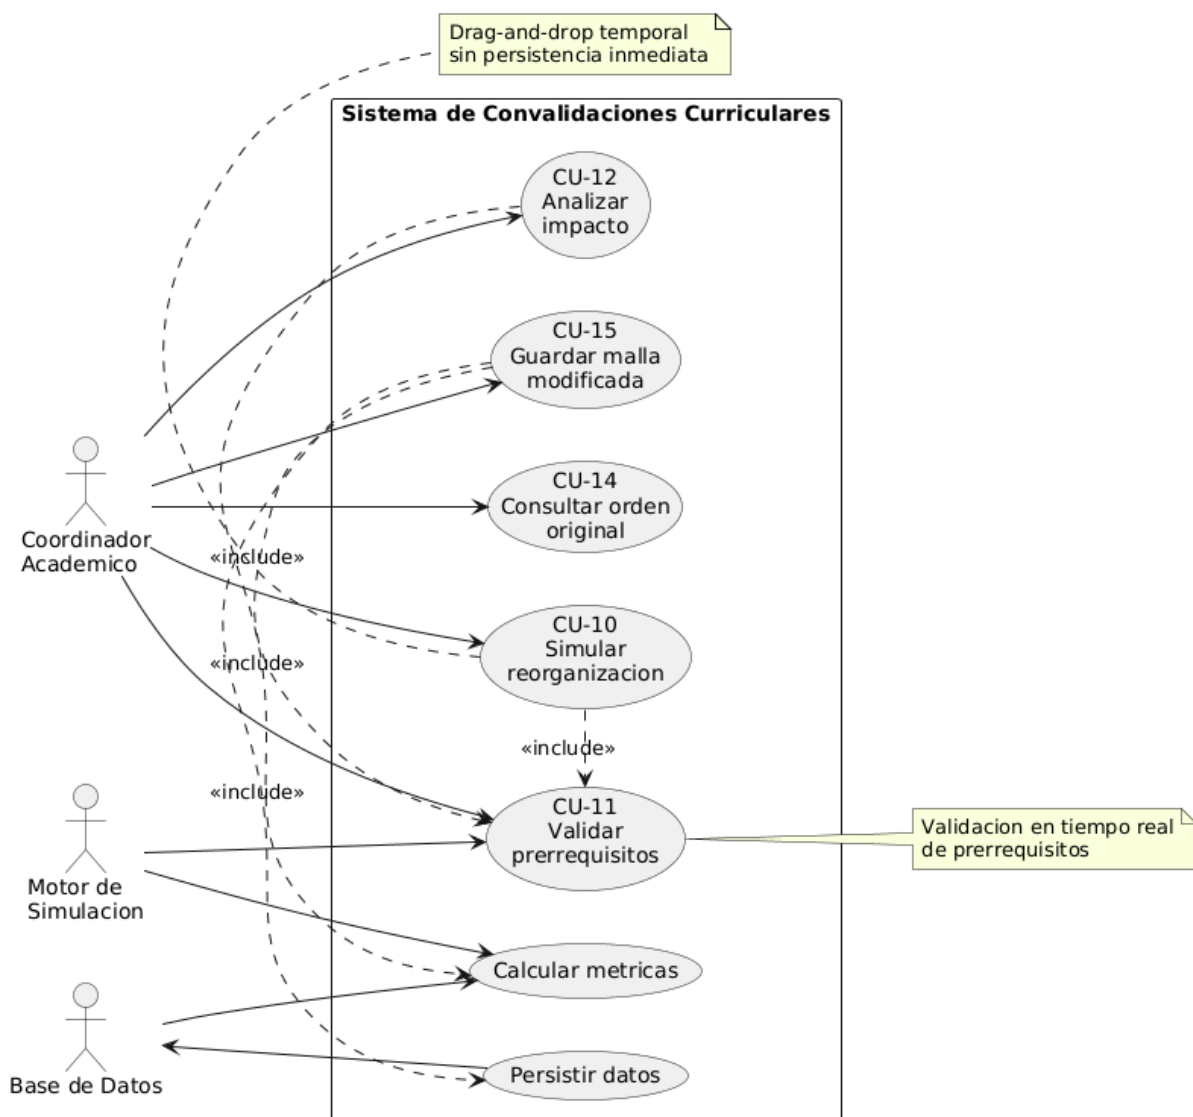 Drag-and-drop temporal
sin persistencia inmediata
Sistema de Convalidaciones Curriculares
CU-12
Analizar
impacto
CU-15
Guardar malla
modificada
CU-14
Consultar orden
original
Coordinador
Academico
«include»
CU-10
Simular
reorganizacion
«include»
«include»
«include»
CU-11
Validar
prerrequisitos
Validacion en tiempo real
de prerrequisitos
Motor de
Simulacion
Calcular metricas
Base de Datos
Persistir datos